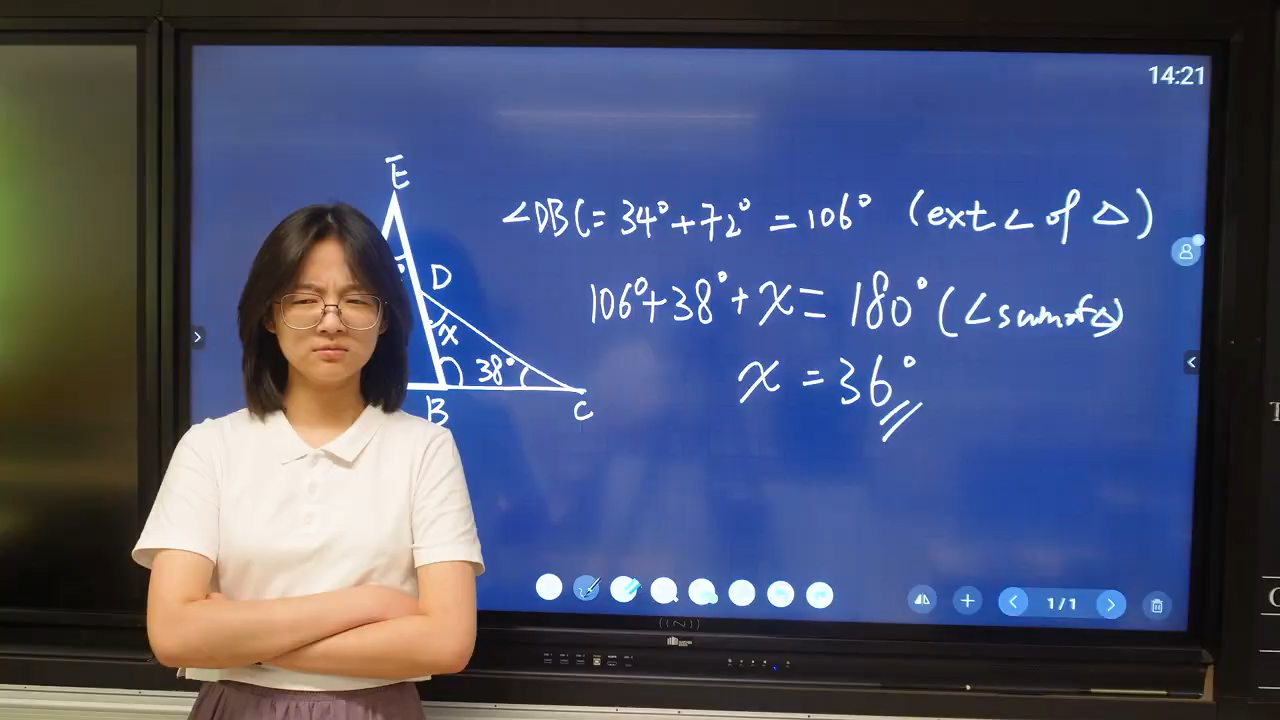 14:21
E
∠DBC = 34° + 72° = 106° (ext ∠ of △)
D
106° + 38° + x = 180° (∠ sum of △)
x
38°
x = 36°
B
C
1/1